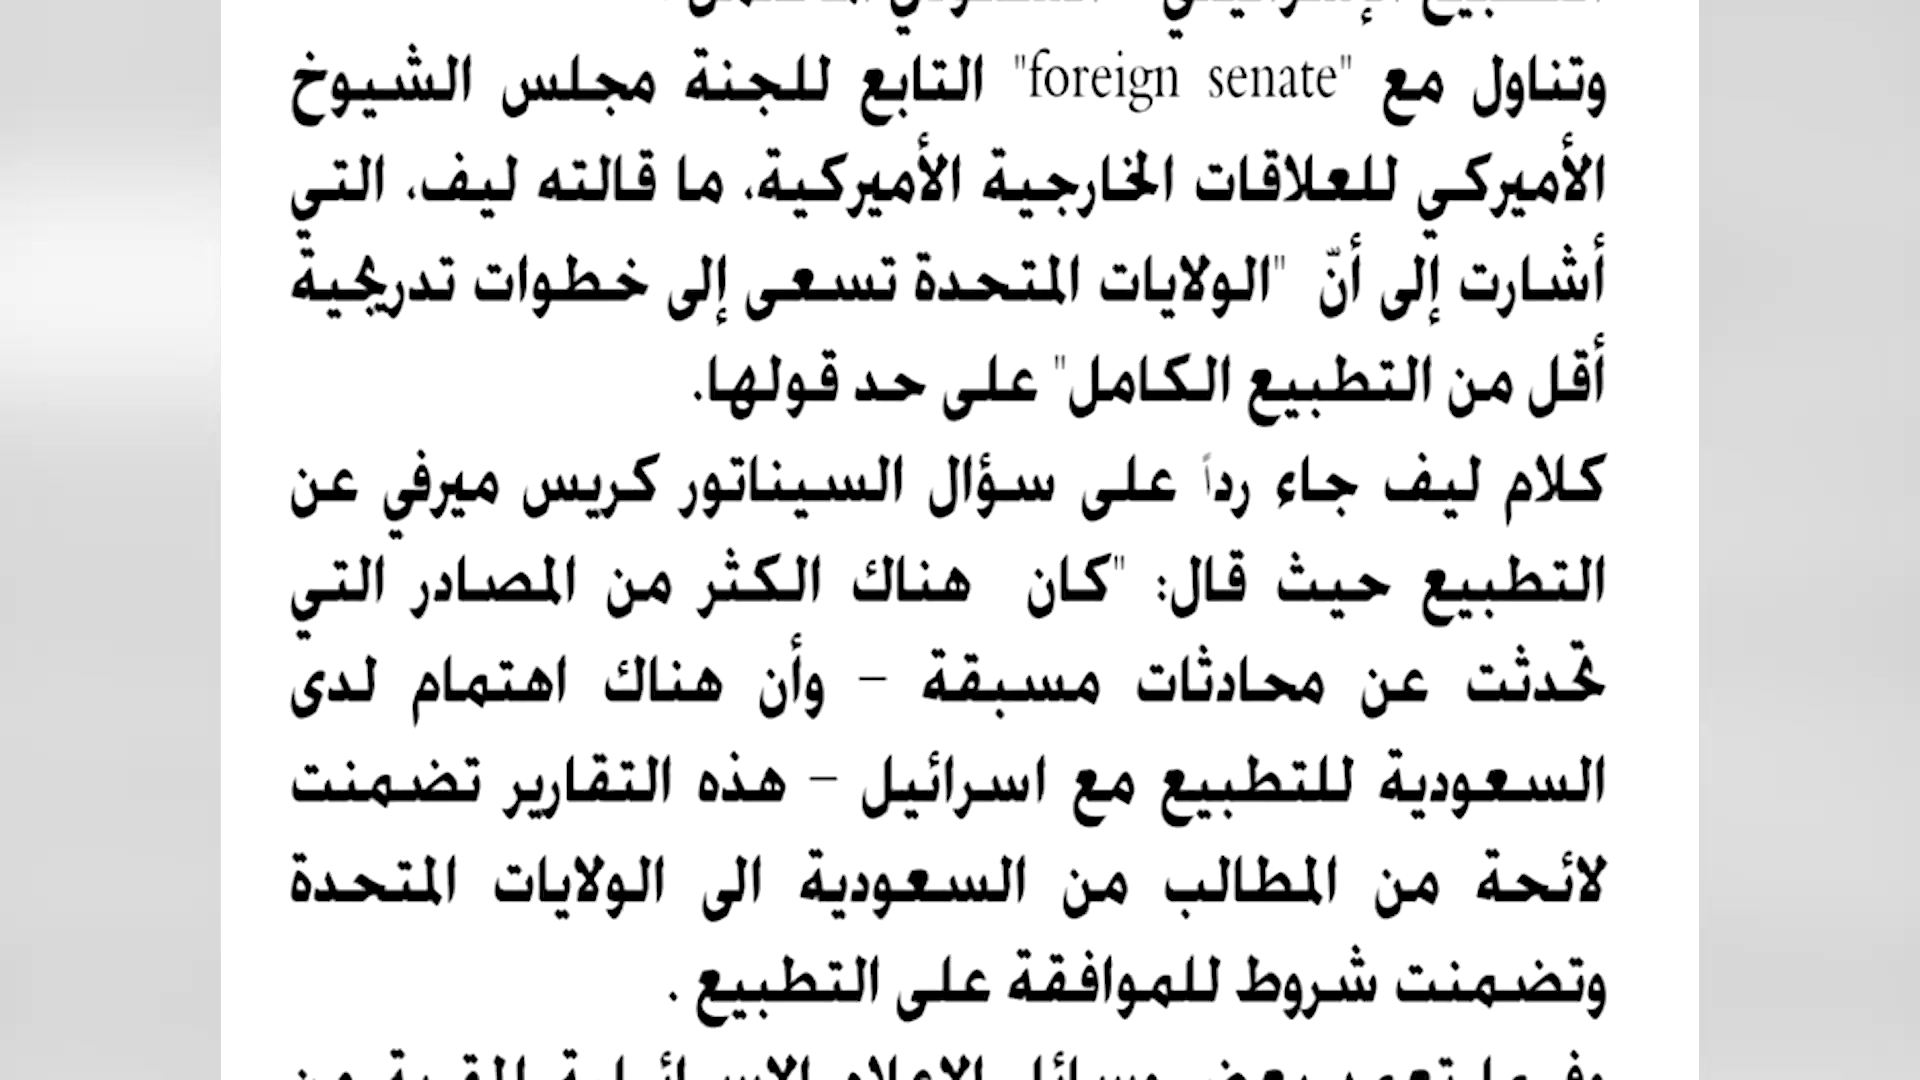 وتناول مع "foreign senate" التابع للجنة مجلس الشيوخ
الأميركي للعلاقات الخارجية الأميركية، ما قالته ليف، التي
أشارت إلى أنّ "الولايات المتحدة تسعى إلى خطوات تدريجية
أقل من التطبيع الكامل" على حد قولها.
كلام ليف جاء رداً على سؤال السيناتور كريس ميرفي عن
التطبيع حيث قال: "كان هناك الكثر من المصادر التي
تحدثت عن محادثات مسبقة – وأن هناك اهتمام لدى
السعودية للتطبيع مع اسرائيل – هذه التقارير تضمنت
لائحة من المطالب من السعودية الى الولايات المتحدة
وتضمنت شروط للموافقة على التطبيع .